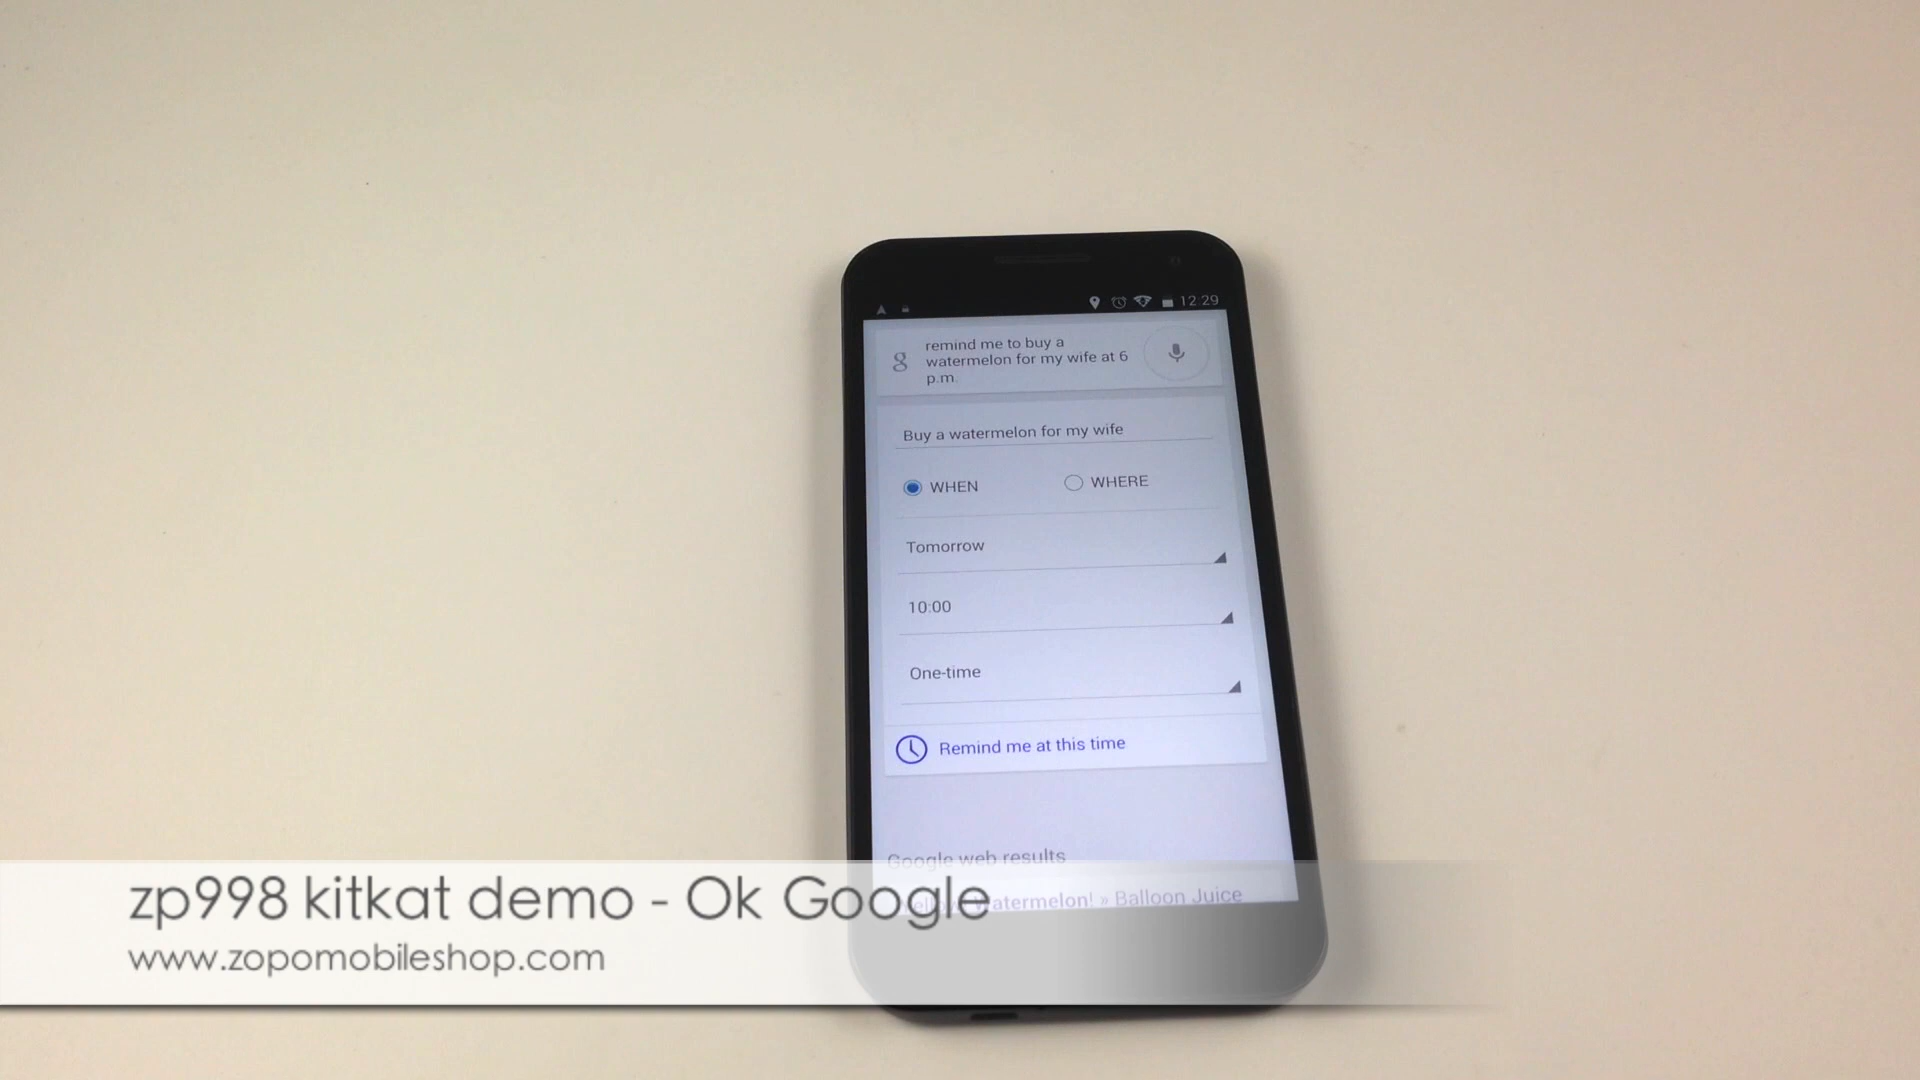 12:29
g
remind me to buy a
watermelon for my wife at 6
p.m.
Buy a watermelon for my wife
WHEN
WHERE
Tomorrow
10:00
One-time
Remind me at this time
Google web results
Watermelon! » Balloon Juice
zp998 kitkat demo - Ok Google
www.zopomobileshop.com